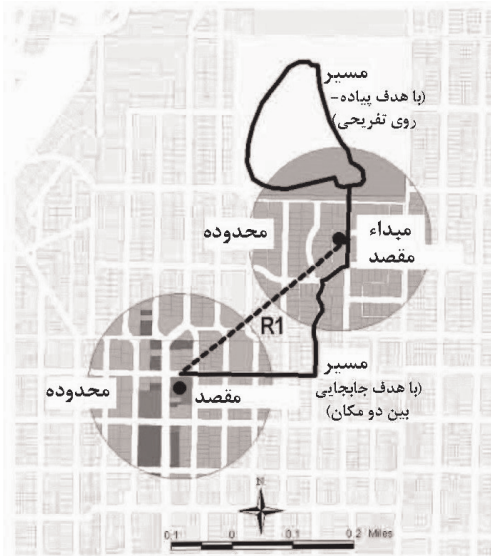 مسیر
(با هدف پیاده-
روی تفریحی)
محدوده
مبداء
مقصد
R1
مسیر
(با هدف جابجایی
بین دو مکان)
محدوده
مقصد
N
0.1 0 0.1 0.2 Miles